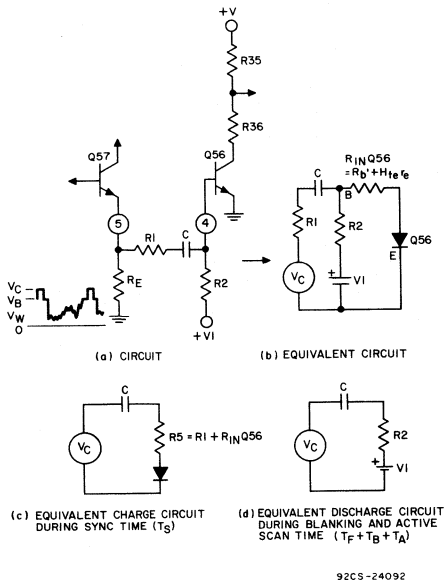 +V
R35
R36
Q57
Q56
5
4
R1
C
RE
R2
+V1
VC
VB
VW
0
(a) CIRCUIT
RINQ56
=Rb'+Hfe re
C
B
R1
R2
Q56
E
VC
+
V1
(b) EQUIVALENT CIRCUIT
C
VC
R5 = R1 + RINQ56
(c) EQUIVALENT CHARGE CIRCUIT
DURING SYNC TIME (TS)
C
VC
R2
+
V1
(d) EQUIVALENT DISCHARGE CIRCUIT
DURING BLANKING AND ACTIVE
SCAN TIME (TF+TB+TA)
92CS-24092